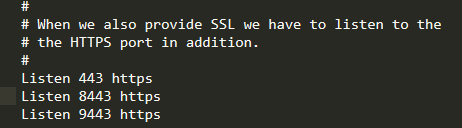 #
# When we also provide SSL we have to listen to the
# the HTTPS port in addition.
#
Listen 443 https
Listen 8443 https
Listen 9443 https